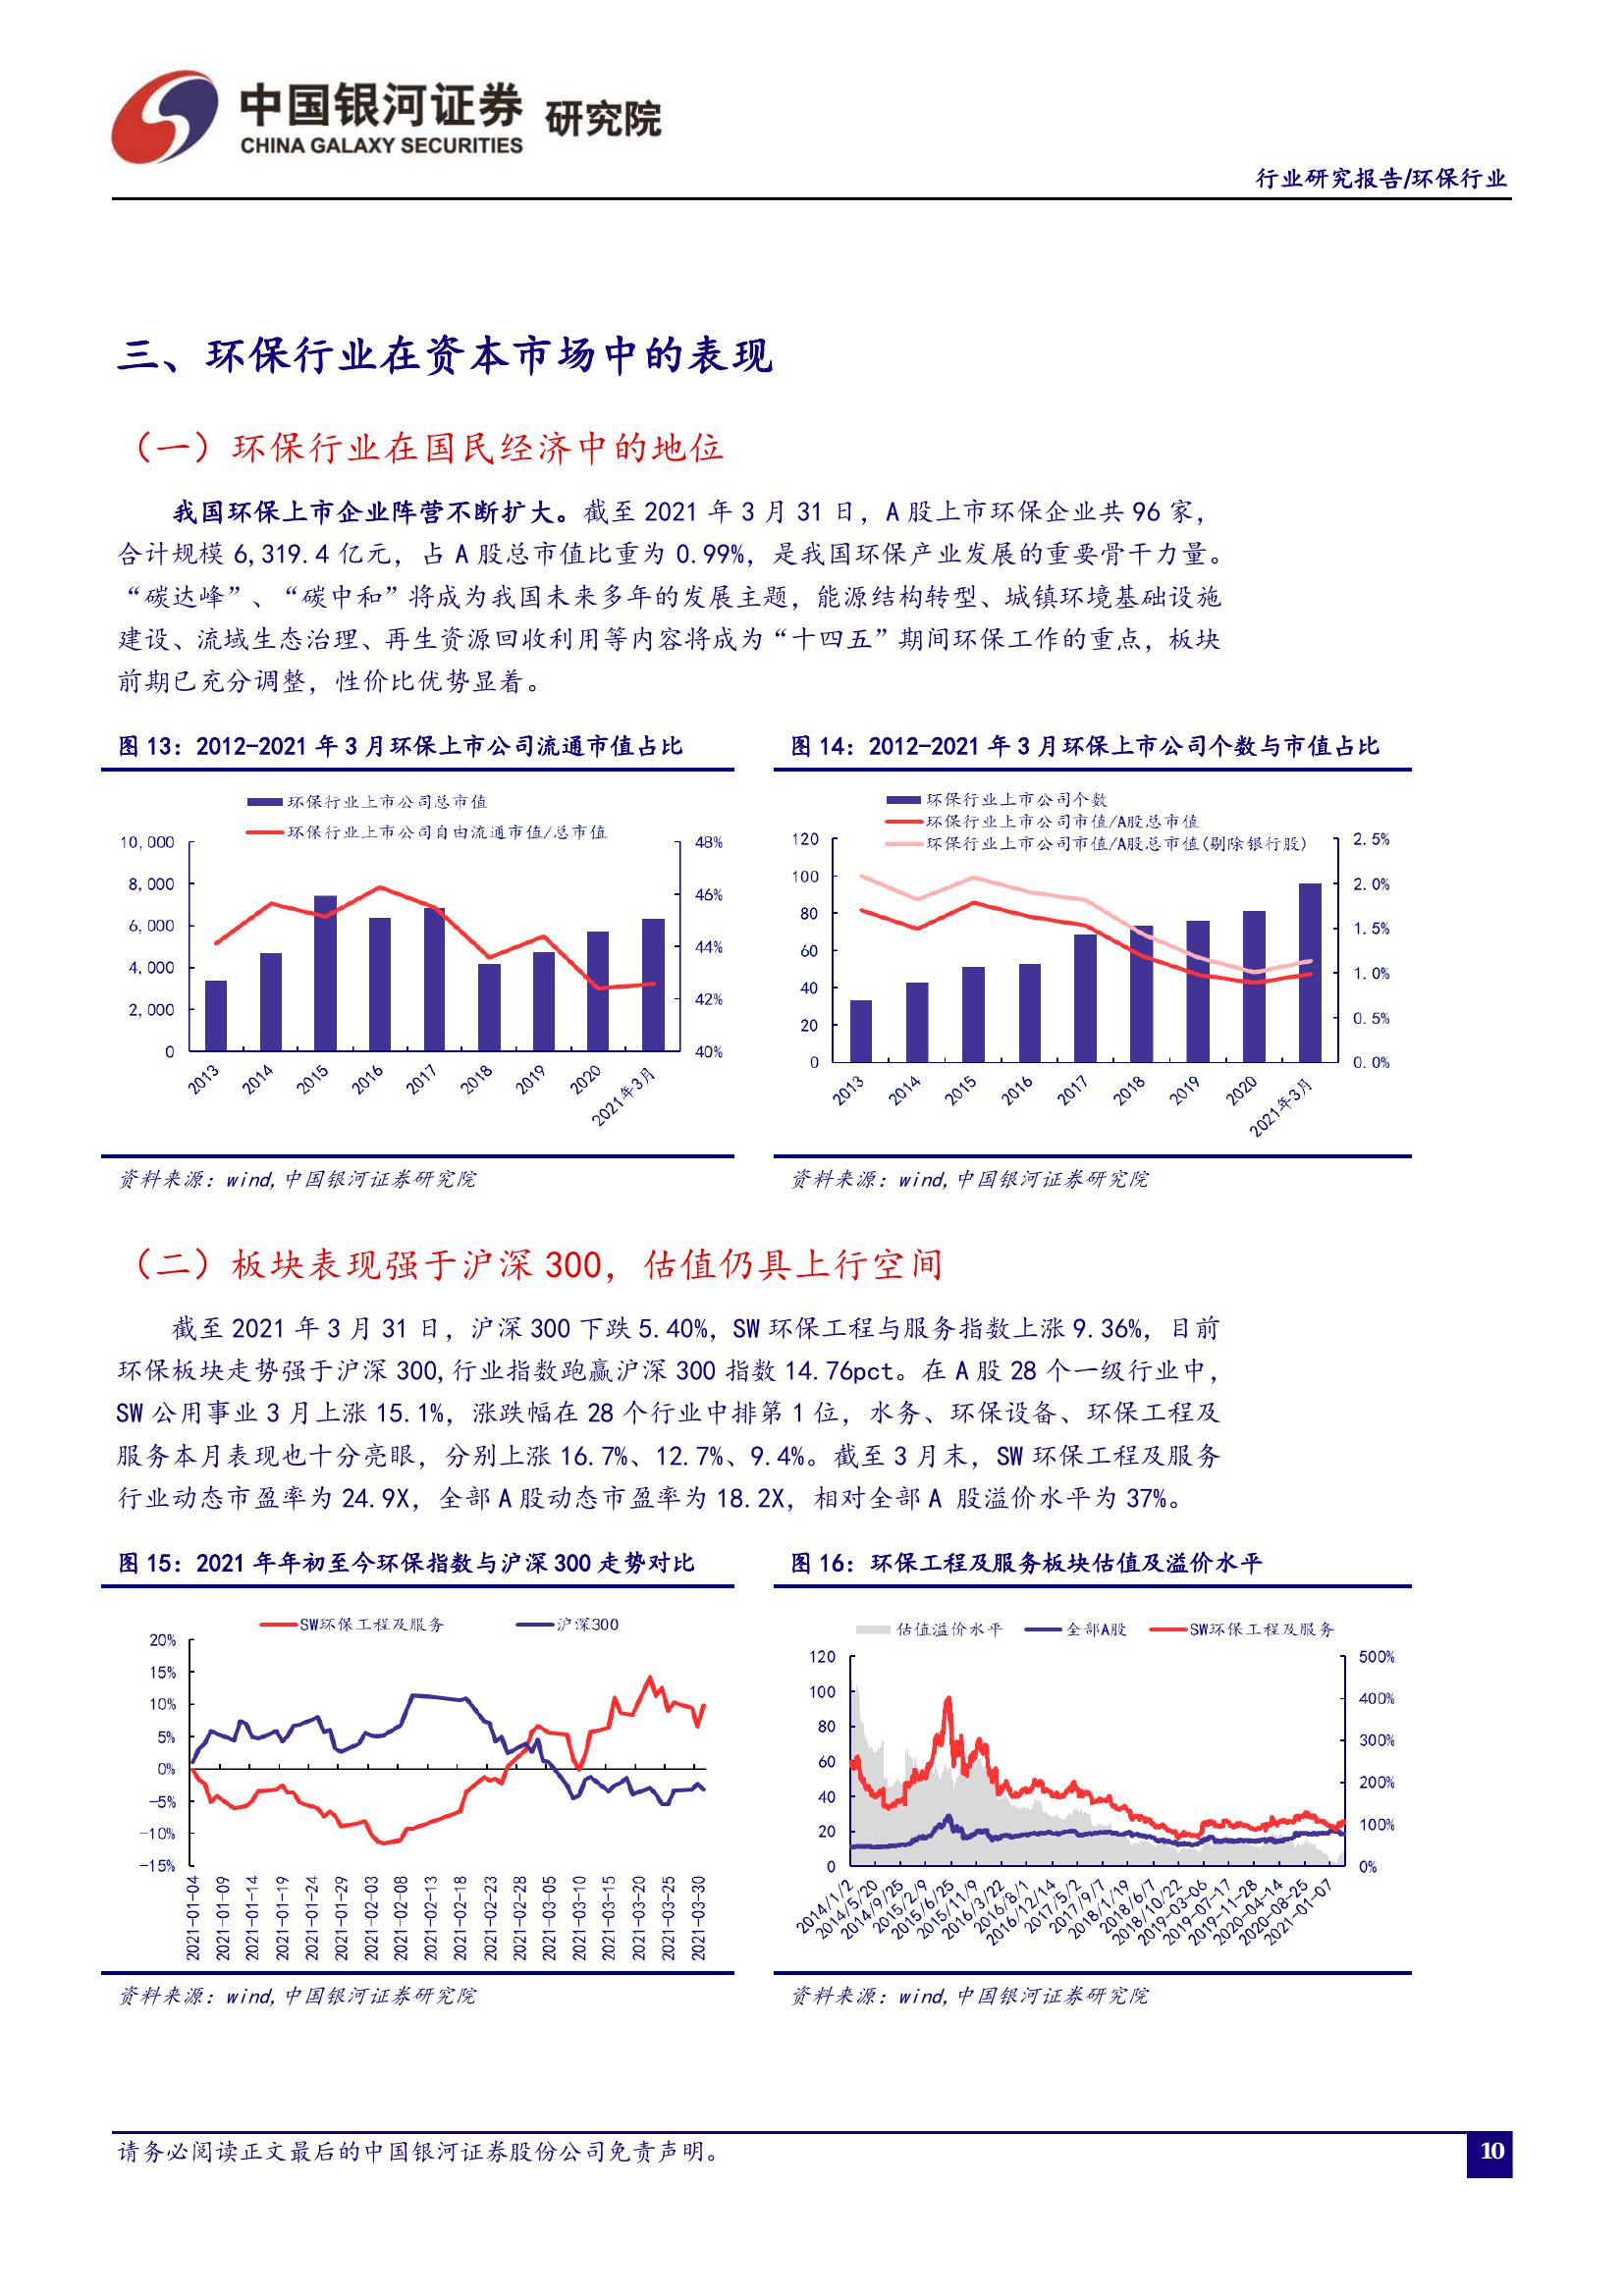 中国银河证券 研究院
CHINA GALAXY SECURITIES
行业研究报告/环保行业
三、环保行业在资本市场中的表现
（一）环保行业在国民经济中的地位
我国环保上市企业阵营不断扩大。截至 2021 年 3 月 31 日，A 股上市环保企业共 96 家，
合计规模 6,319.4 亿元，占 A 股总市值比重为 0.99%，是我国环保产业发展的重要骨干力量。
“碳达峰”、“碳中和”将成为我国未来多年的发展主题，能源结构转型、城镇环境基础设施
建设、流域生态治理、再生资源回收利用等内容将成为“十四五”期间环保工作的重点，板块
前期已充分调整，性价比优势显着。
图 13：2012-2021 年 3 月环保上市公司流通市值占比
环保行业上市公司总市值
环保行业上市公司自由流通市值/总市值
10,000
8,000
6,000
4,000
2,000
0
48%
46%
44%
42%
40%
2013
2014
2015
2016
2017
2018
2019
2020
2021年3月
资料来源：wind,中国银河证券研究院
图 14：2012-2021 年 3 月环保上市公司个数与市值占比
环保行业上市公司个数
环保行业上市公司市值/A股总市值
环保行业上市公司市值/A股总市值(剔除银行股)
120
100
80
60
40
20
0
2.5%
2.0%
1.5%
1.0%
0.5%
0.0%
2013
2014
2015
2016
2017
2018
2019
2020
2021年3月
资料来源：wind,中国银河证券研究院
（二）板块表现强于沪深 300，估值仍具上行空间
截至 2021 年 3 月 31 日，沪深 300 下跌 5.40%，SW 环保工程与服务指数上涨 9.36%，目前
环保板块走势强于沪深 300,行业指数跑赢沪深 300 指数 14.76pct。在 A 股 28 个一级行业中，
SW 公用事业 3 月上涨 15.1%，涨跌幅在 28 个行业中排第 1 位，水务、环保设备、环保工程及
服务本月表现也十分亮眼，分别上涨 16.7%、12.7%、9.4%。截至 3 月末，SW 环保工程及服务
行业动态市盈率为 24.9X，全部 A 股动态市盈率为 18.2X，相对全部 A 股溢价水平为 37%。
图 15：2021 年年初至今环保指数与沪深 300 走势对比
SW环保工程及服务
沪深300
20%
15%
10%
5%
0%
-5%
-10%
-15%
2021-01-04
2021-01-09
2021-01-14
2021-01-19
2021-01-24
2021-01-29
2021-02-03
2021-02-08
2021-02-13
2021-02-18
2021-02-23
2021-02-28
2021-03-05
2021-03-10
2021-03-15
2021-03-20
2021-03-25
2021-03-30
资料来源：wind,中国银河证券研究院
图 16：环保工程及服务板块估值及溢价水平
估值溢价水平
全部A股
SW环保工程及服务
120
100
80
60
40
20
0
500%
400%
300%
200%
100%
0%
2014/1/2
2014/5/20
2014/9/25
2015/2/9
2015/6/25
2015/11/9
2016/3/22
2016/8/1
2016/12/14
2017/5/2
2017/9/7
2018/1/19
2018/6/7
2018/10/22
2019-03-06
2019-07-17
2019-11-28
2020-04-14
2020-08-25
2021-01-07
资料来源：wind,中国银河证券研究院
请务必阅读正文最后的中国银河证券股份公司免责声明。
10